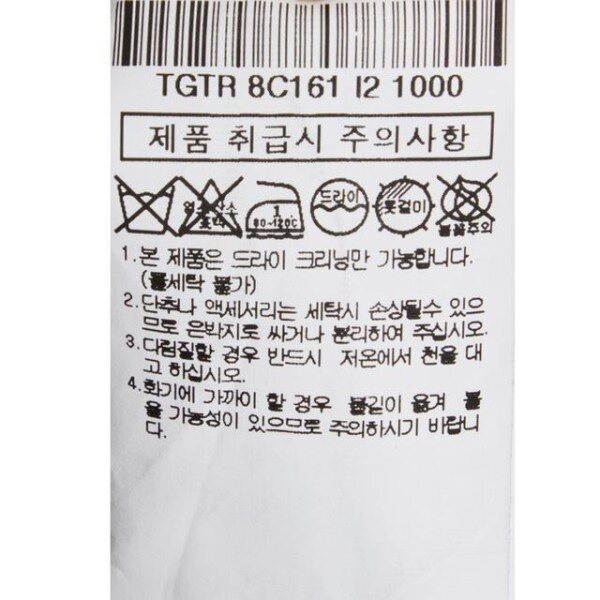 TGTR 8C161 I2 1000
제품 취급시 주의사항
염소 산소 표백
1 80~120℃
드라이
옷걸이
불꽃주의
1. 본 제품은 드라이 크리닝만 가능합니다.
(물세탁 불가)
2. 단추나 액세서리는 세탁시 손상될수 있으
므로 은반지로 싸거나 분리하여 주십시오.
3. 다림질할 경우 반드시 저온에서 천을 대
고 하십시오.
4. 화기에 가까이 할 경우 불길이 옮겨 붙
을 가능성이 있으므로 주의하시기 바랍니
다.